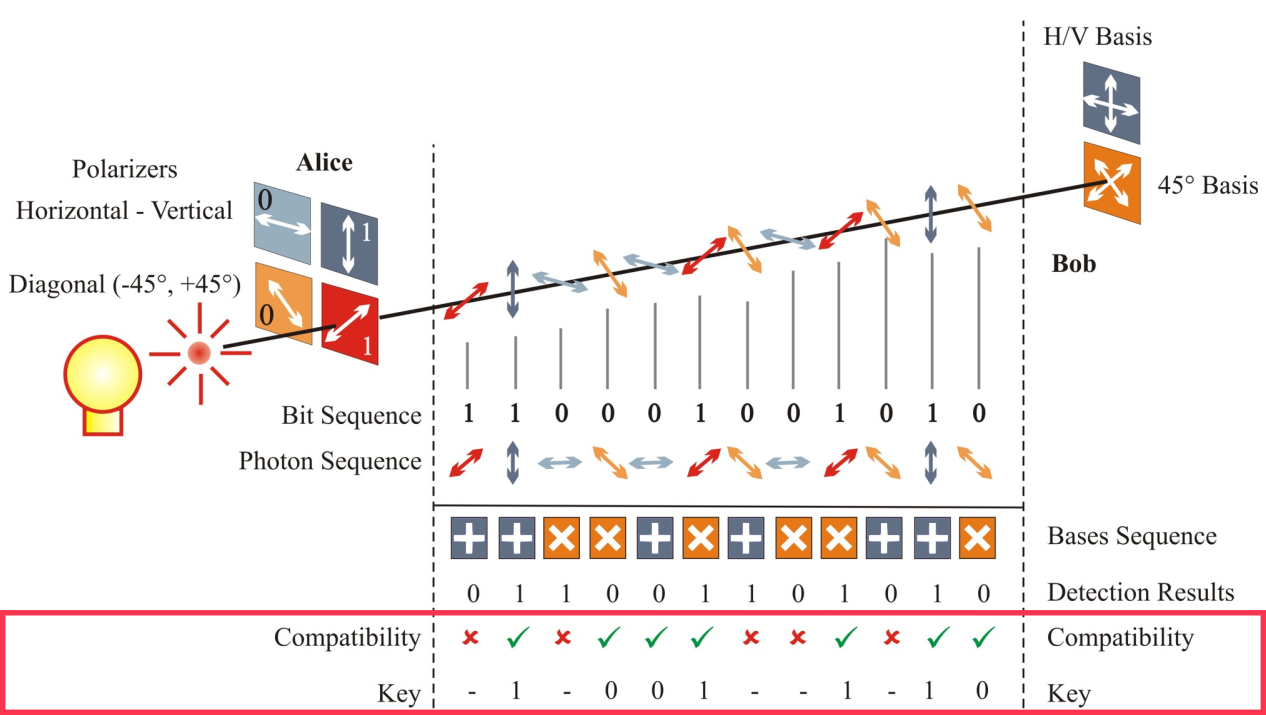 H/V Basis
Polarizers
Alice
Horizontal - Vertical
0
1
45° Basis
Diagonal (-45°, +45°)
0
1
Bob
Bit Sequence 1 1 0 0 0 1 0 0 1 0 1 0
Photon Sequence
Bases Sequence
0 1 1 0 0 1 1 0 1 0 1 0 Detection Results
Compatibility ✗ ✓ ✗ ✓ ✓ ✓ ✗ ✗ ✓ ✗ ✓ ✓ Compatibility
Key - 1 - 0 0 1 - - 1 - 1 0 Key